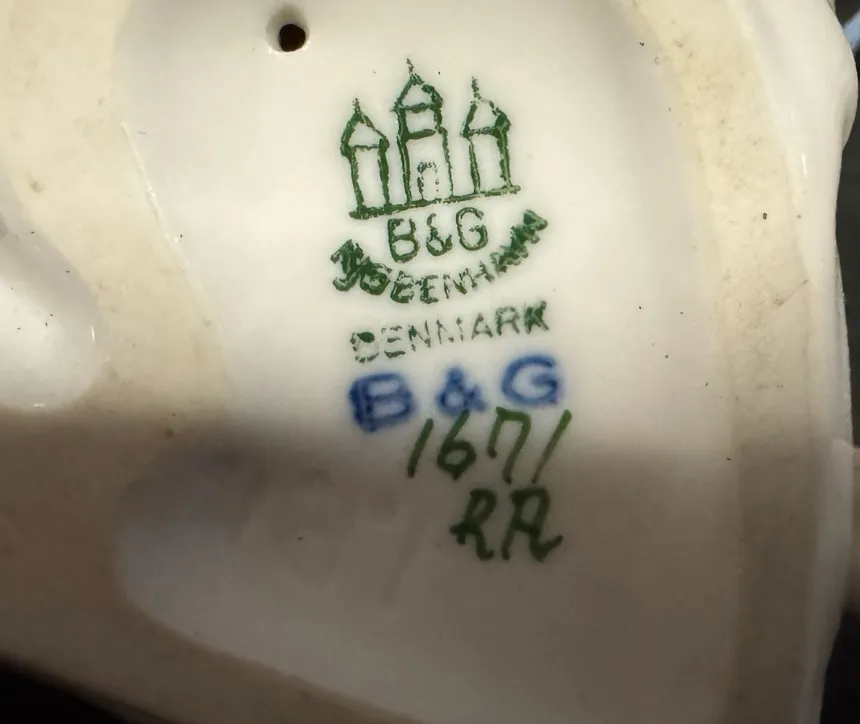 B&G
KJØBENHAVN
DENMARK
B & G
1671
RA